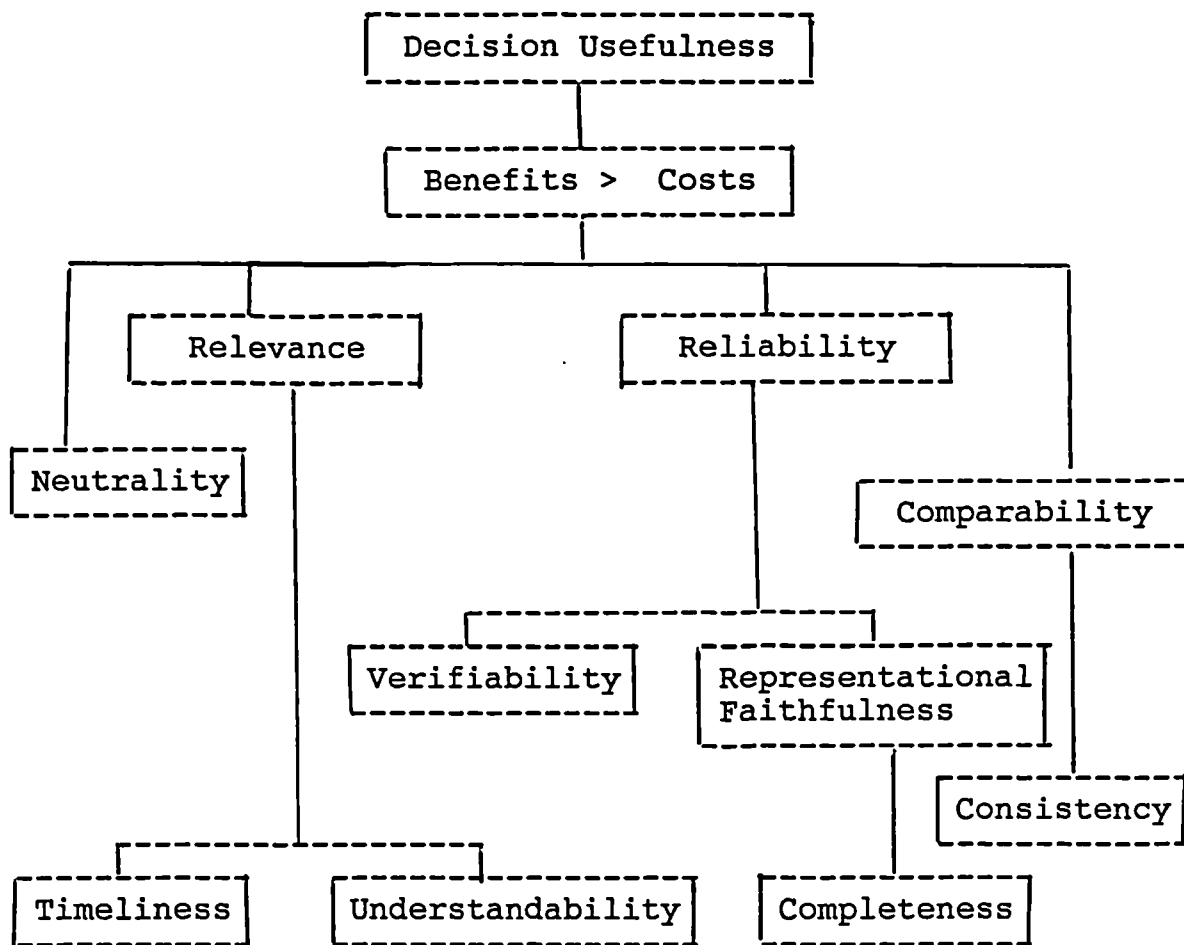 Decision Usefulness
Benefits > Costs
Relevance
Reliability
Neutrality
Comparability
Verifiability
Representational
Faithfulness
Consistency
Timeliness
Understandability
Completeness